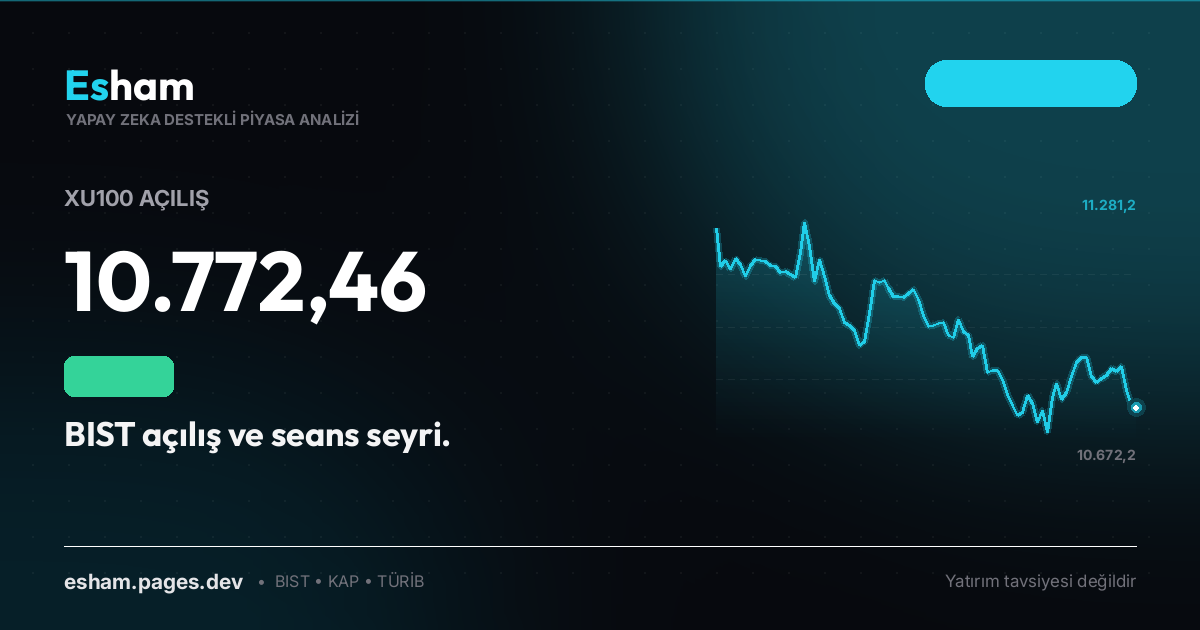 Esham
YAPAY ZEKA DESTEKLİ PİYASA ANALİZİ
XU100 AÇILIŞ
10.772,46
BIST açılış ve seans seyri.
11.281,2
10.672,2
esham.pages.dev • BIST • KAP • TÜRİB
Yatırım tavsiyesi değildir